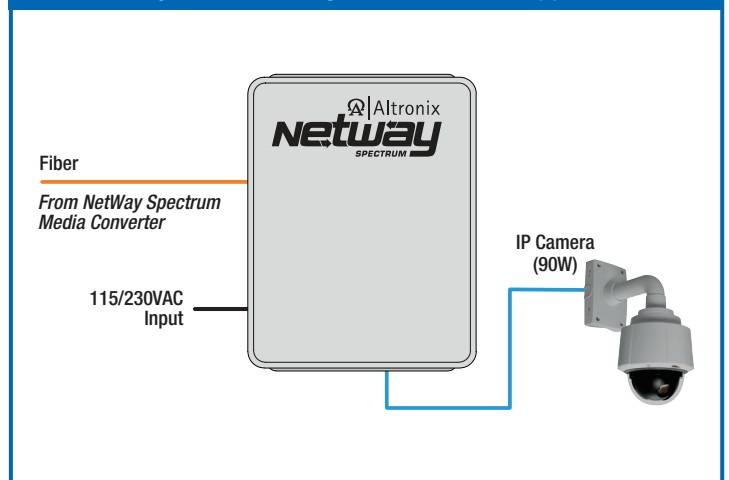 Altronix
Netway
SPECTRUM
Fiber
From NetWay Spectrum
Media Converter
115/230VAC
Input
IP Camera
(90W)